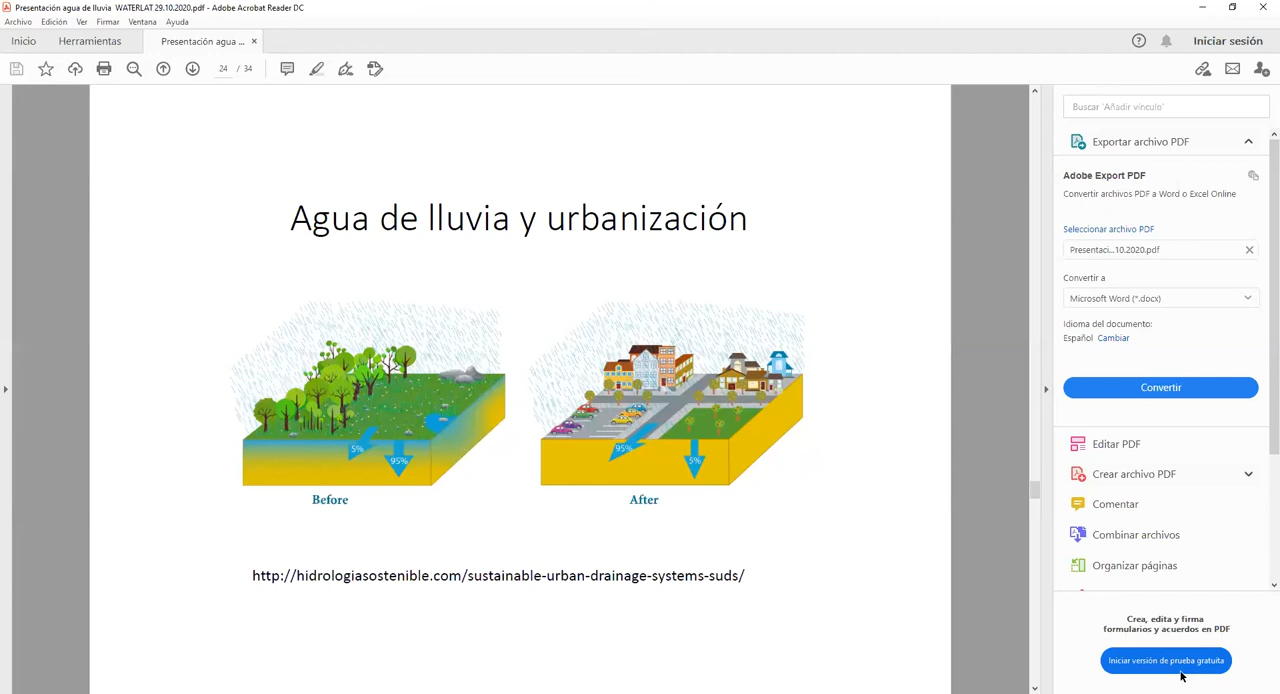 Presentación agua de lluvia WATERLAT 29.10.2020.pdf - Adobe Acrobat Reader DC
Archivo Edición Ver Firmar Ventana Ayuda
Inicio Herramientas Presentación agua ... × Iniciar sesión
24 / 34
Buscar 'Añadir vínculo'
Exportar archivo PDF
Adobe Export PDF
Convertir archivos PDF a Word o Excel Online
Seleccionar archivo PDF
Presentaci...10.2020.pdf
Convertir a
Microsoft Word (*.docx)
Idioma del documento:
Español Cambiar
Convertir
Editar PDF
Crear archivo PDF
Comentar
Combinar archivos
Organizar páginas
Crea, edita y firma
formularios y acuerdos en PDF
Iniciar versión de prueba gratuita
Agua de lluvia y urbanización
5% 95%
95% 5%
Before After
http://hidrologiasostenible.com/sustainable-urban-drainage-systems-suds/